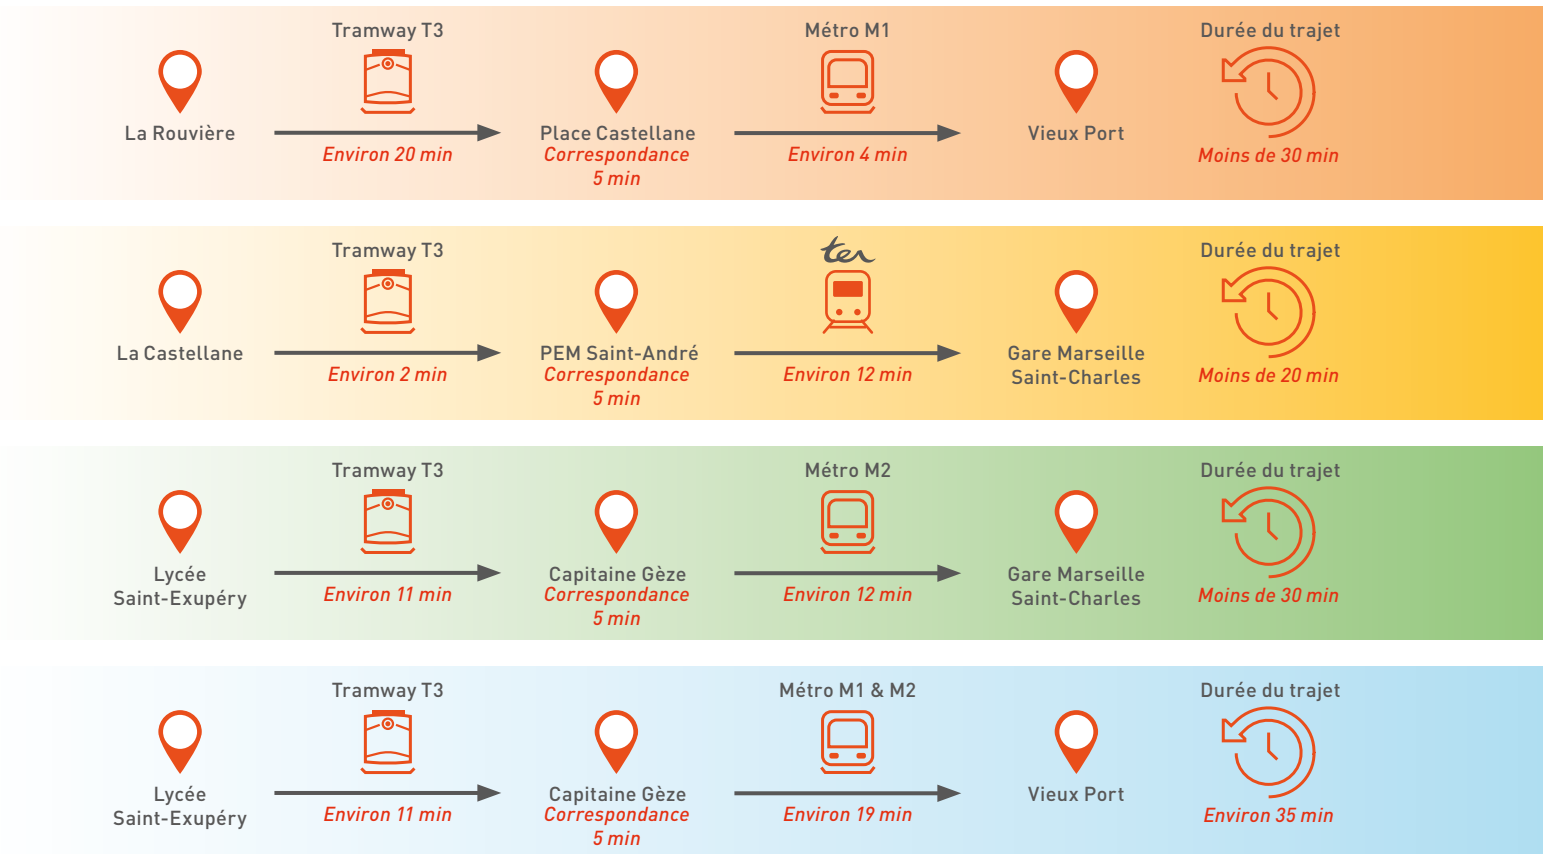 Tramway T3
Métro M1
Durée du trajet
La Rouvière
Place Castellane
Vieux Port
Environ 20 min
Correspondance
5 min
Environ 4 min
Moins de 30 min
Tramway T3
ter
Durée du trajet
La Castellane
PEM Saint-André
Gare Marseille
Saint-Charles
Environ 2 min
Correspondance
5 min
Environ 12 min
Moins de 20 min
Tramway T3
Métro M2
Durée du trajet
Lycée
Saint-Exupéry
Capitaine Gèze
Gare Marseille
Saint-Charles
Environ 11 min
Correspondance
5 min
Environ 12 min
Moins de 30 min
Tramway T3
Métro M1 & M2
Durée du trajet
Lycée
Saint-Exupéry
Capitaine Gèze
Vieux Port
Environ 11 min
Correspondance
5 min
Environ 19 min
Environ 35 min